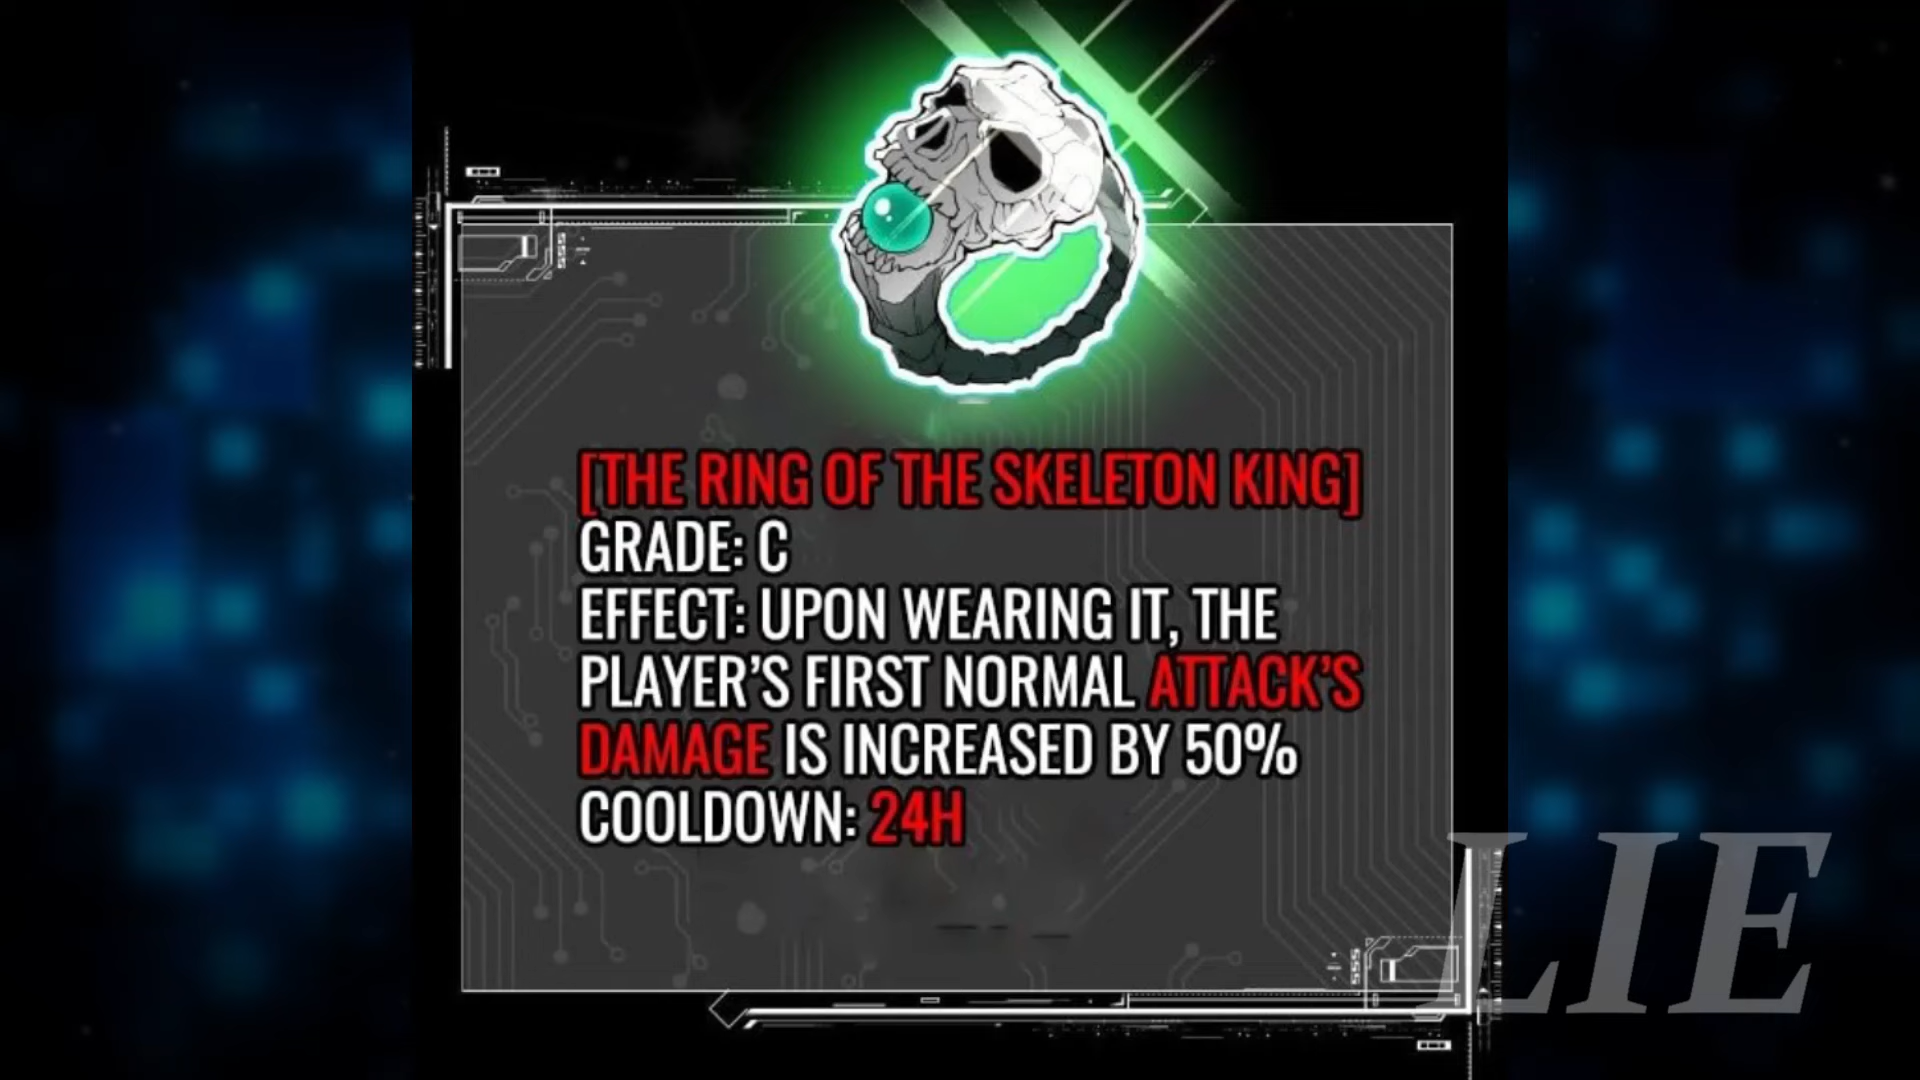 [THE RING OF THE SKELETON KING]
GRADE: C
EFFECT: UPON WEARING IT, THE
PLAYER'S FIRST NORMAL ATTACK'S
DAMAGE IS INCREASED BY 50%
COOLDOWN: 24H
LIE